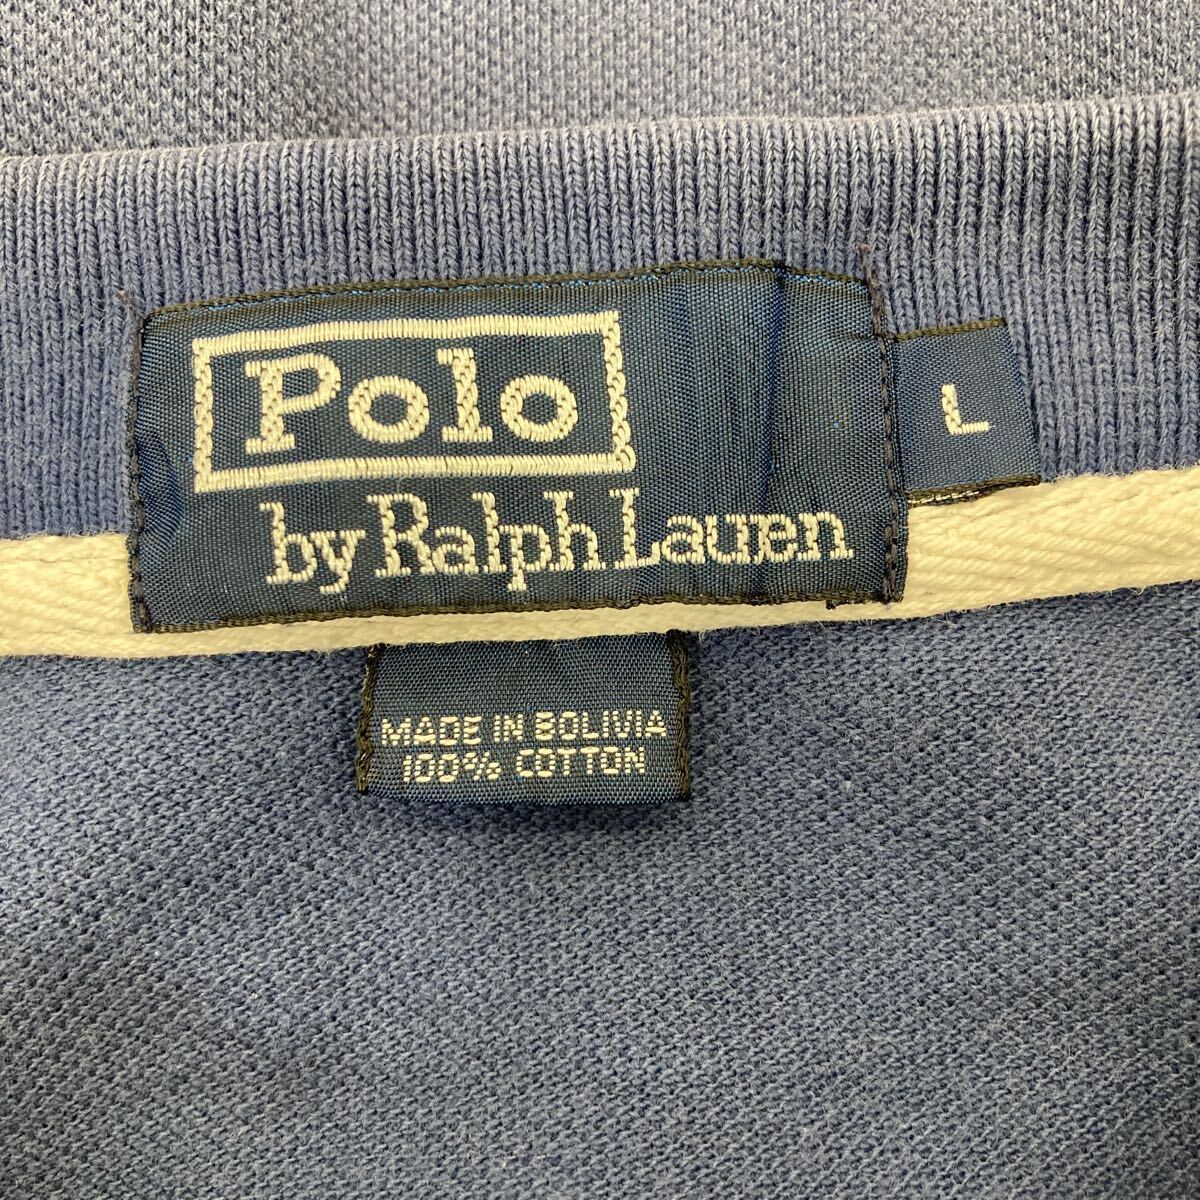 Polo
by Ralph Lauren
L
MADE IN BOLIVIA
100% COTTON